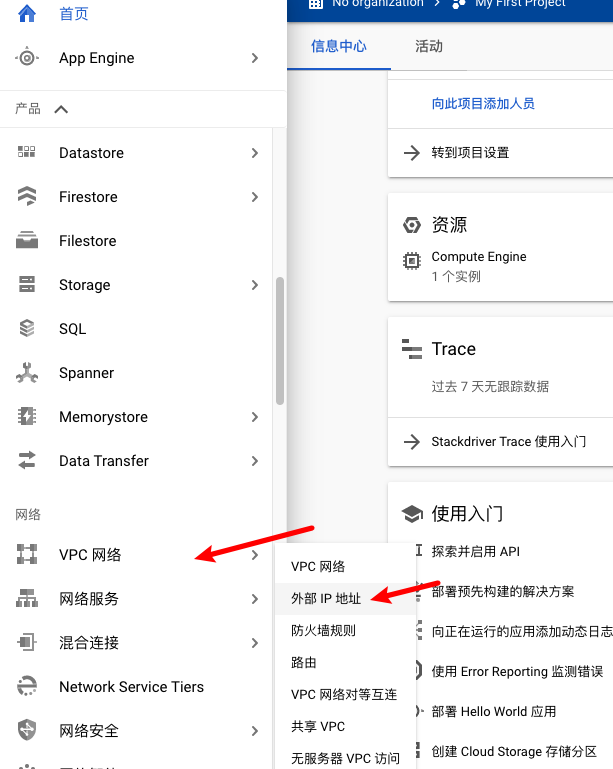 首页
App Engine
产品
Datastore
Firestore
Filestore
Storage
SQL
Spanner
Memorystore
Data Transfer
网络
VPC 网络
网络服务
混合连接
Network Service Tiers
网络安全
VPC 网络
外部 IP 地址
防火墙规则
路由
VPC 网络对等互连
共享 VPC
无服务器 VPC 访问
No organization
My First Project
信息中心
活动
向此项目添加人员
转到项目设置
资源
Compute Engine
1 个实例
Trace
过去 7 天无跟踪数据
Stackdriver Trace 使用入门
使用入门
探索并启用 API
部署预先构建的解决方案
向正在运行的应用添加动态日志
使用 Error Reporting 监测错误
部署 Hello World 应用
创建 Cloud Storage 存储分区